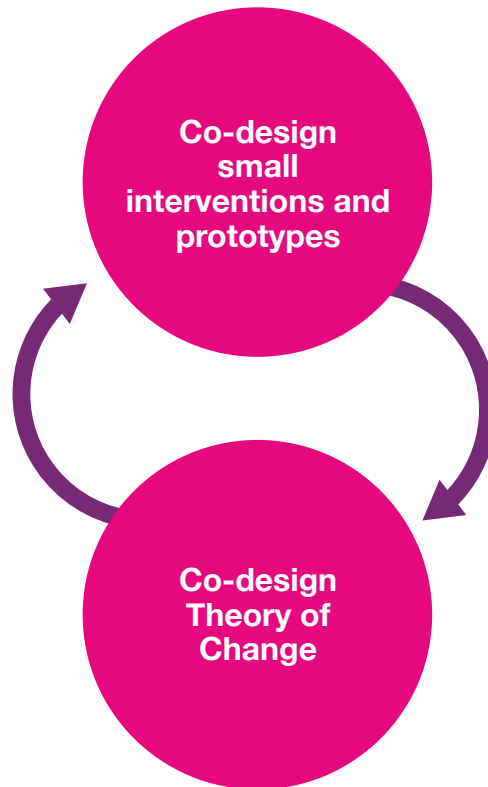 Co-design
small
interventions and
prototypes
Co-design
Theory of
Change